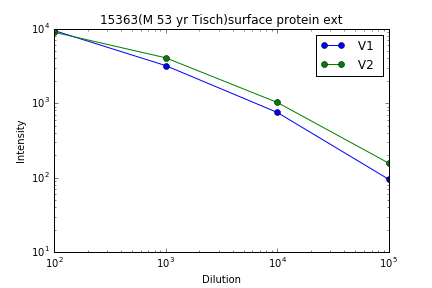 15363(M 53 yr Tisch)surface protein ext
10^4
10^3
10^2
10^1
Intensity
V1
V2
10^2 10^3 10^4 10^5
Dilution